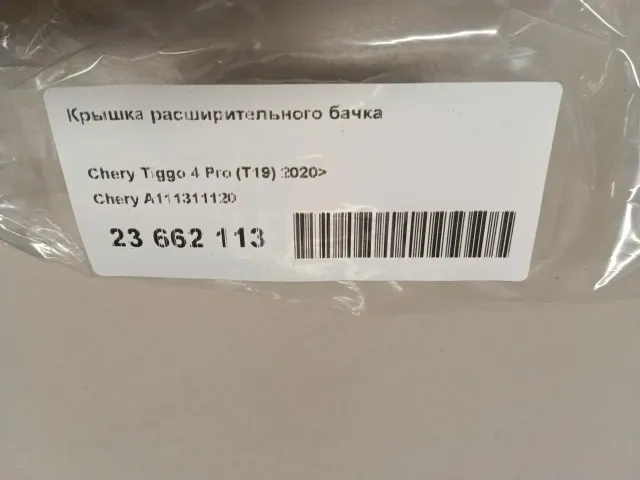 Крышка расширительного бачка
Chery Tiggo 4 Pro (T19) 2020>
Chery A111311120
23 662 113